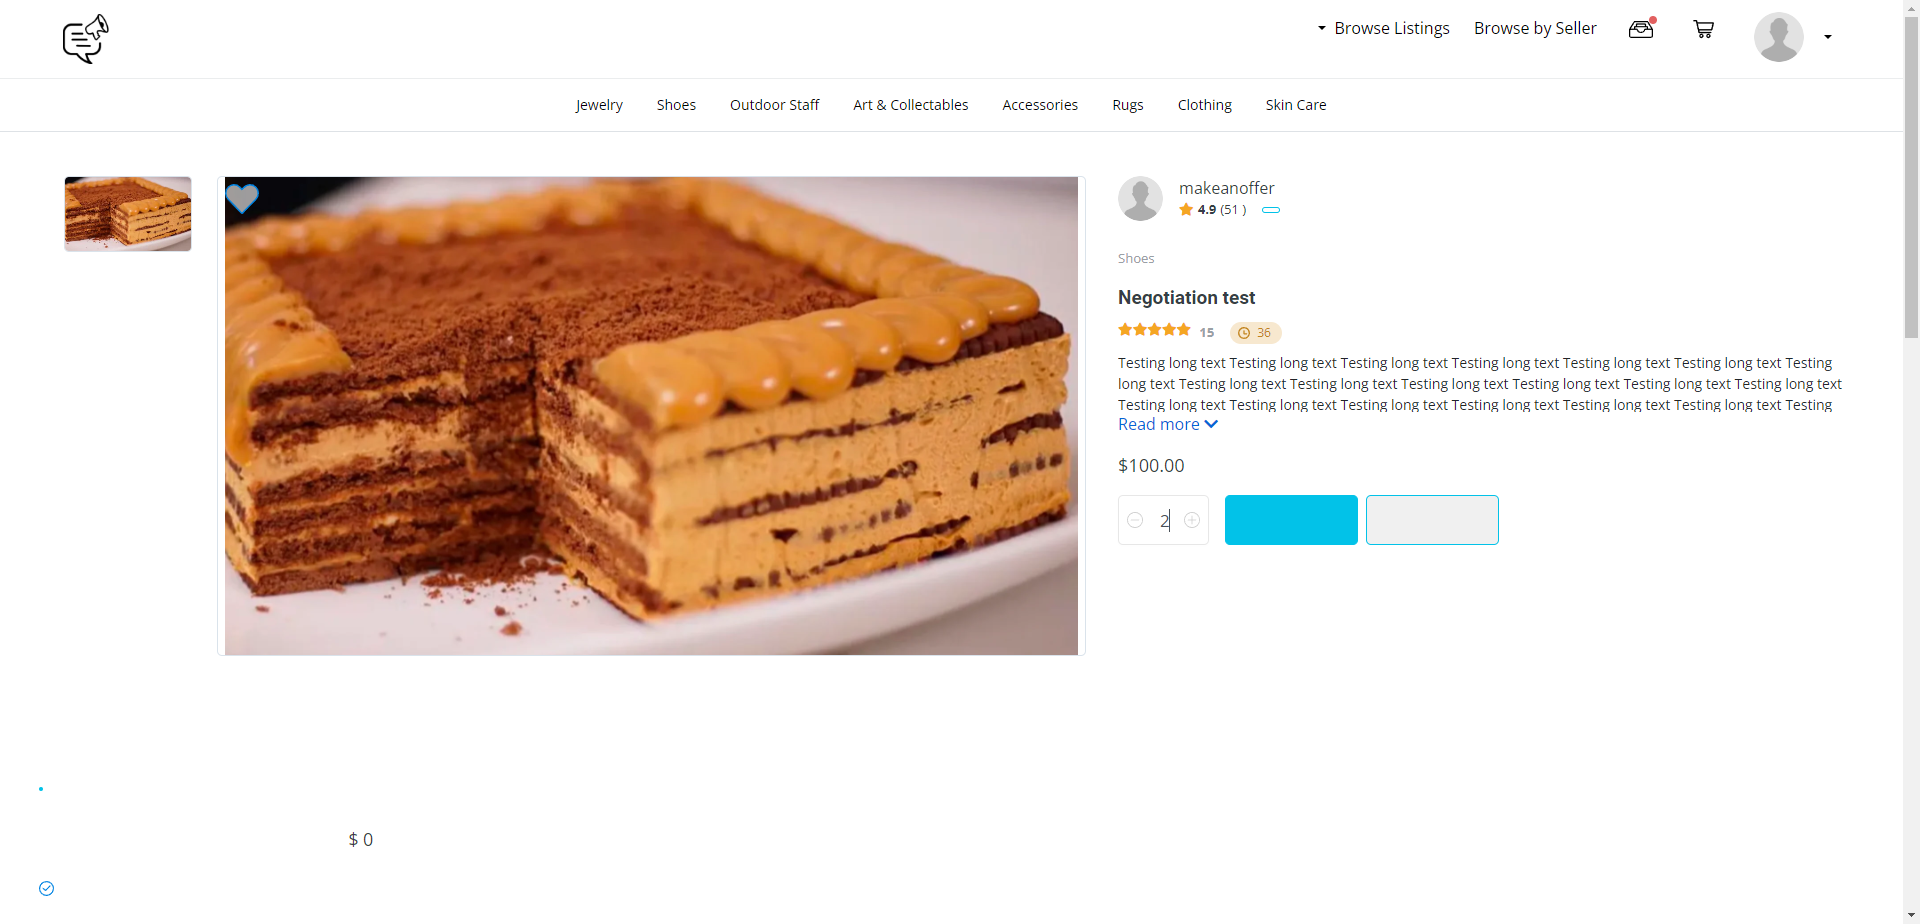 Browse Listings
Browse by Seller
Jewelry
Shoes
Outdoor Staff
Art & Collectables
Accessories
Rugs
Clothing
Skin Care
makeanoffer
4.9 (51 )
Shoes
Negotiation test
15
36
Testing long text Testing long text Testing long text Testing long text Testing long text Testing long text Testing
long text Testing long text Testing long text Testing long text Testing long text Testing long text Testing long text
Testing long text Testing long text Testing long text Testing long text Testing long text Testing long text Testing
Read more
$100.00
2
$ 0